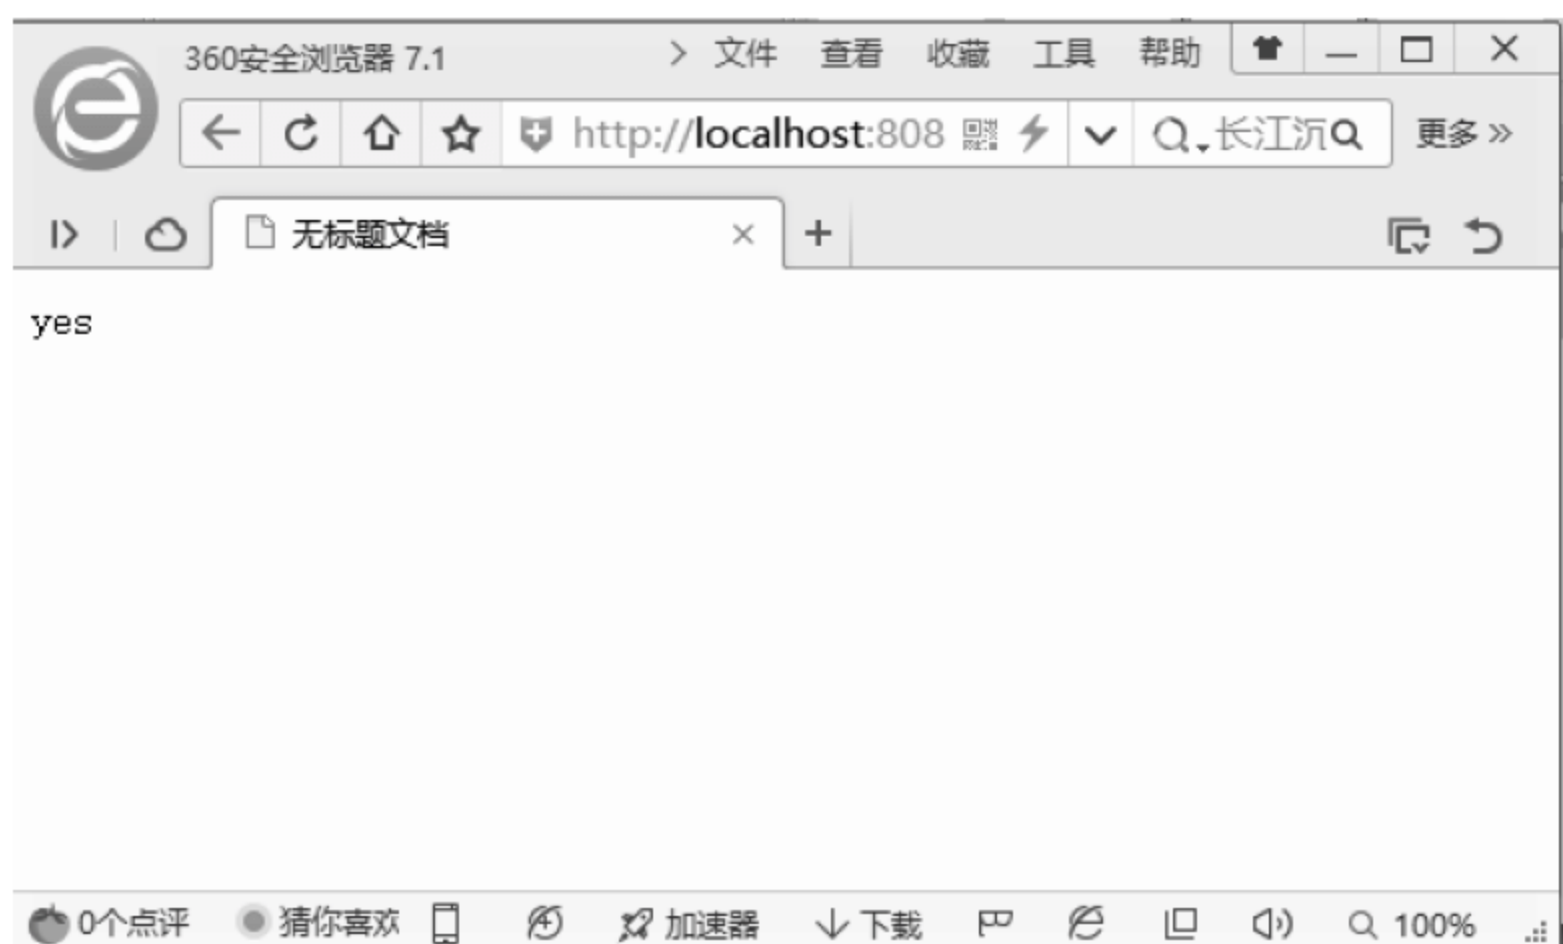 360安全浏览器 7.1 > 文件 查看 收藏 工具 帮助
http://localhost:808 长江沉 更多 »
无标题文档
yes
0个点评 猜你喜欢 加速器 下载 100%